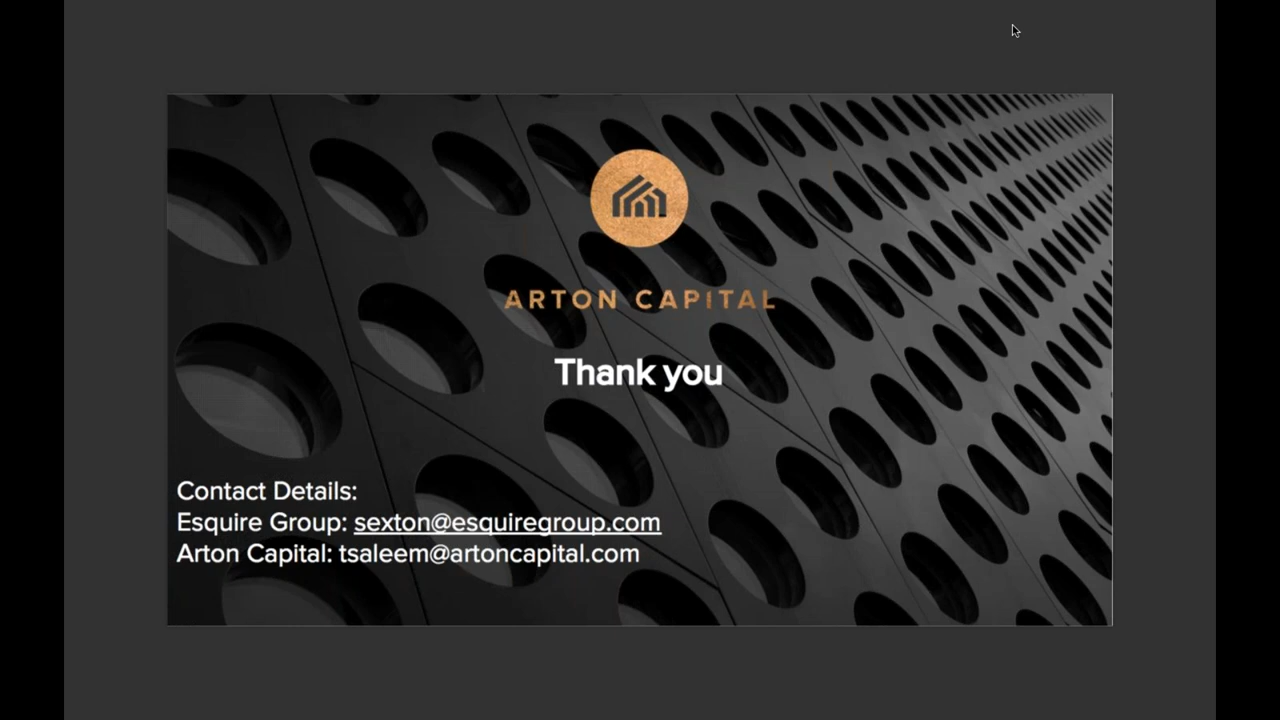 ARTON CAPITAL
Thank you
Contact Details:
Esquire Group: sexton@esquiregroup.com
Arton Capital: tsaleem@artoncapital.com